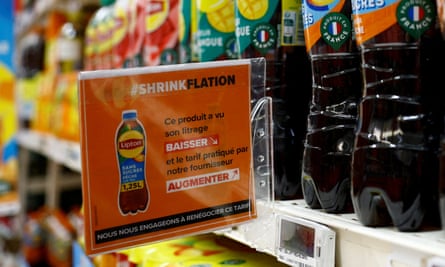 #SHRINKFLATION
Ce produit a vu
son litrage
BAISSER
et le tarif pratiqué par
notre fournisseur
AUGMENTER
Lipton
SANS
SUCRES
PÊCHE
1,25L
NOUS NOUS ENGAGEONS À RENÉGOCIER CE TARIF